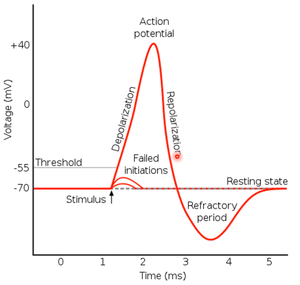 Action
potential
+40
Voltage (mV)
0
Depolarization
Repolarization
Failed
initiations
Threshold
-55
-70
Resting state
Stimulus
Refractory
period
0 1 2 3 4 5
Time (ms)